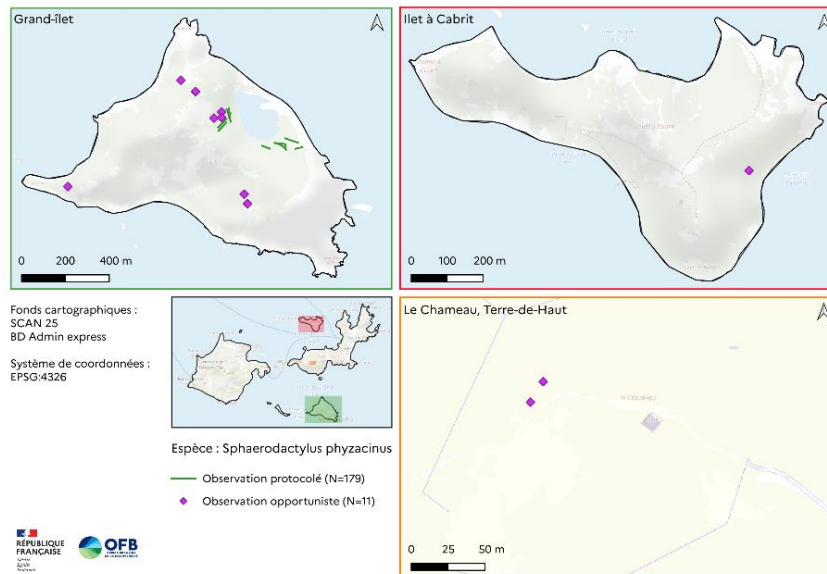 Grand-îlet
0 200 400 m
Ilet à Cabrit
0 100 200 m
Fonds cartographiques :
SCAN 25
BD Admin express
Système de coordonnées :
EPSG:4326
Espèce : Sphaerodactylus phyzacinus
Observation protocolé (N=179)
Observation opportuniste (N=11)
RÉPUBLIQUE
FRANÇAISE
OFB
Le Chameau, Terre-de-Haut
le Chameau
0 25 50 m